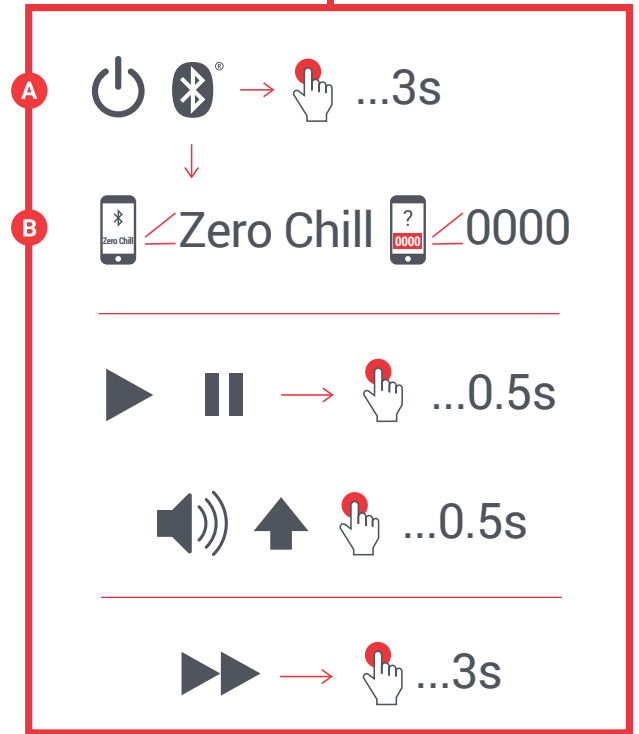 A ® ...3s
B Zero Chill Zero Chill ? 0000 0000
...0.5s
...0.5s
...3s